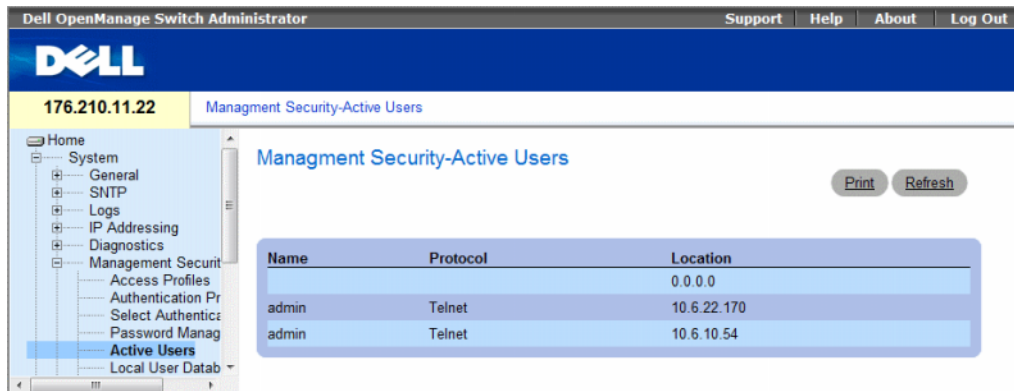 Dell OpenManage Switch Administrator Support Help About Log Out
DELL
176.210.11.22 Managment Security-Active Users
Home
System
General
SNTP
Logs
IP Addressing
Diagnostics
Management Securit
Access Profiles
Authentication Pr
Select Authentica
Password Manag
Active Users
Local User Datab
Managment Security-Active Users
Print Refresh
Name Protocol Location
0.0.0.0
admin Telnet 10.6.22.170
admin Telnet 10.6.10.54